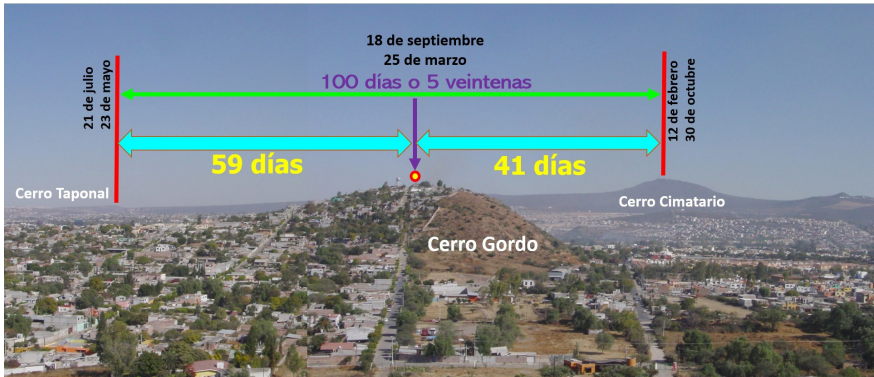 18 de septiembre
25 de marzo
100 días o 5 veintenas
21 de julio
23 de mayo
12 de febrero
30 de octubre
59 días
41 días
Cerro Taponal
Cerro Cimatario
Cerro Gordo